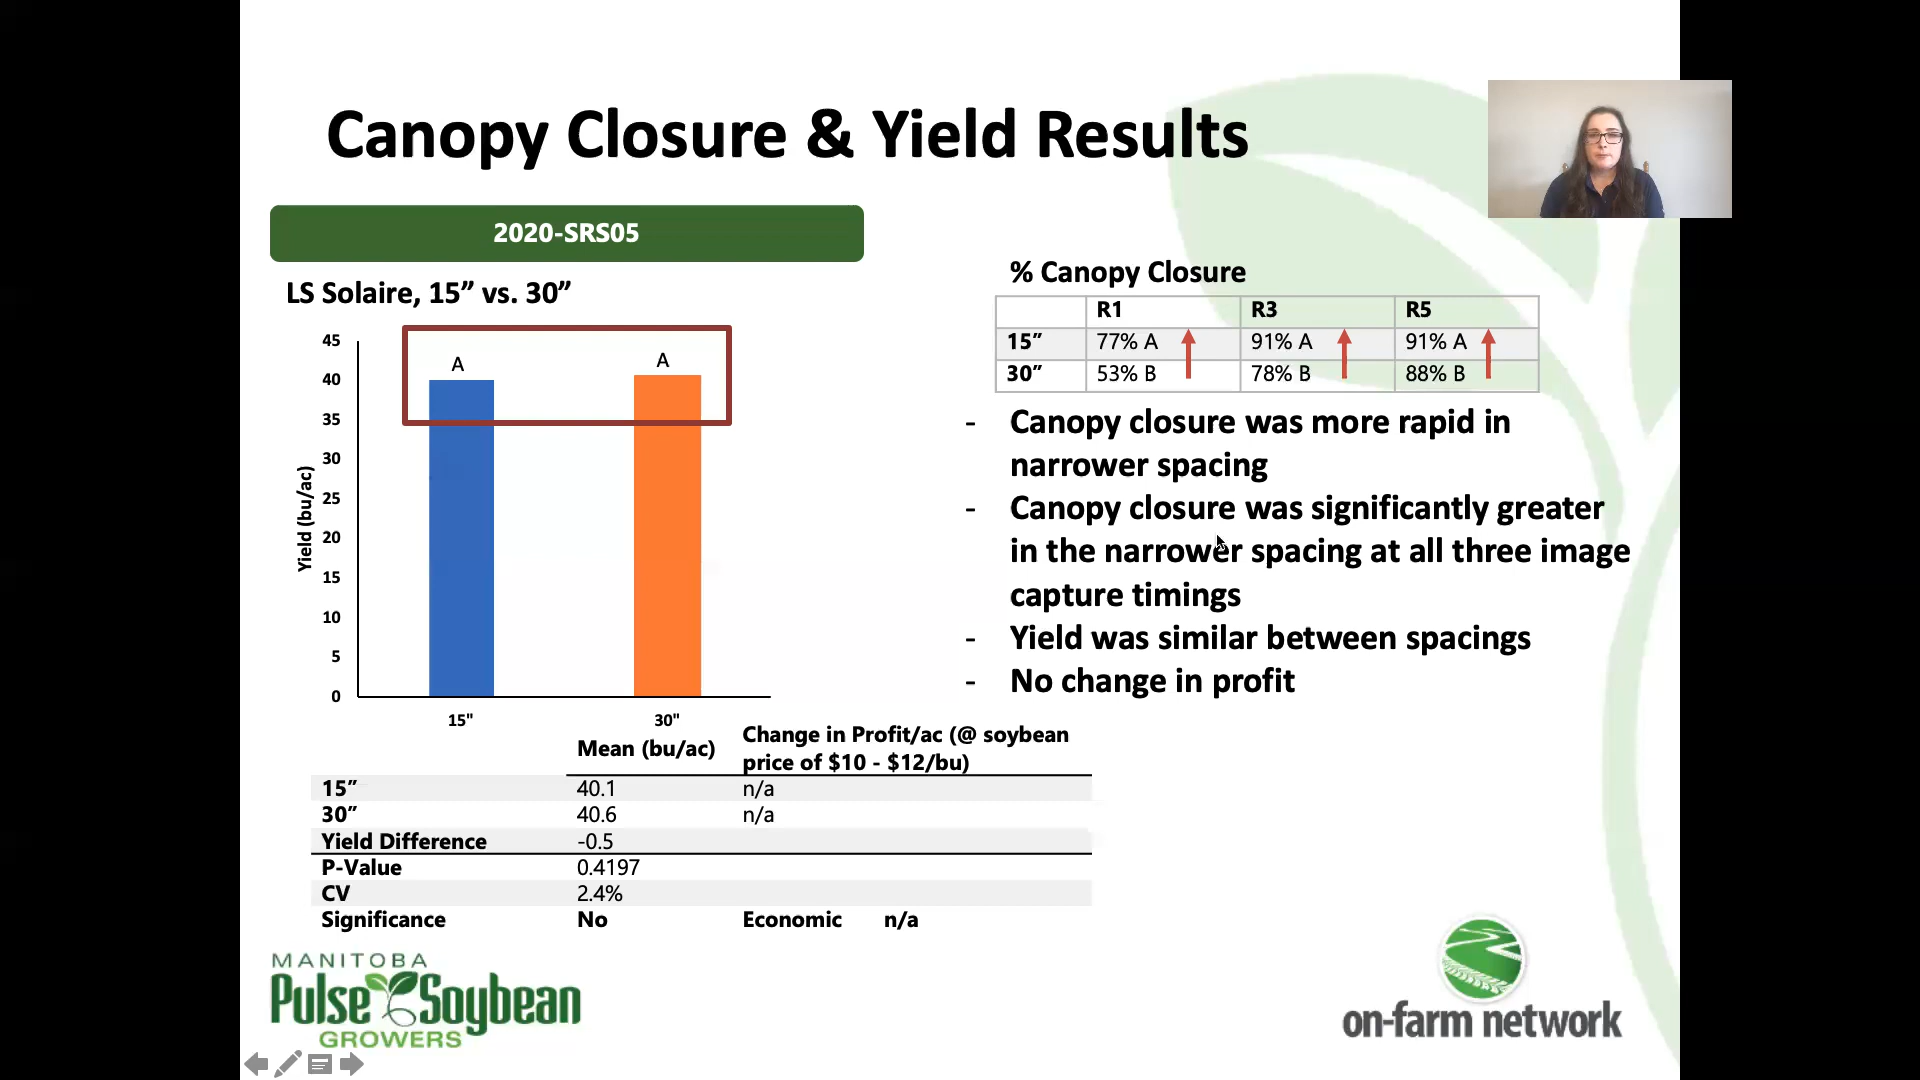 Canopy Closure & Yield Results
2020-SRS05
LS Solaire, 15” vs. 30”
45
40
35
30
25
20
15
10
5
0
Yield (bu/ac)
A
A
15"
30"
% Canopy Closure
R1 R3 R5
15” 77% A 91% A 91% A
30” 53% B 78% B 88% B
- Canopy closure was more rapid in
narrower spacing
- Canopy closure was significantly greater
in the narrower spacing at all three image
capture timings
- Yield was similar between spacings
- No change in profit
Mean (bu/ac)
Change in Profit/ac (@ soybean
price of $10 - $12/bu)
15” 40.1 n/a
30” 40.6 n/a
Yield Difference -0.5
P-Value 0.4197
CV 2.4%
Significance No Economic n/a
MANITOBA
Pulse Soybean
GROWERS
on-farm network